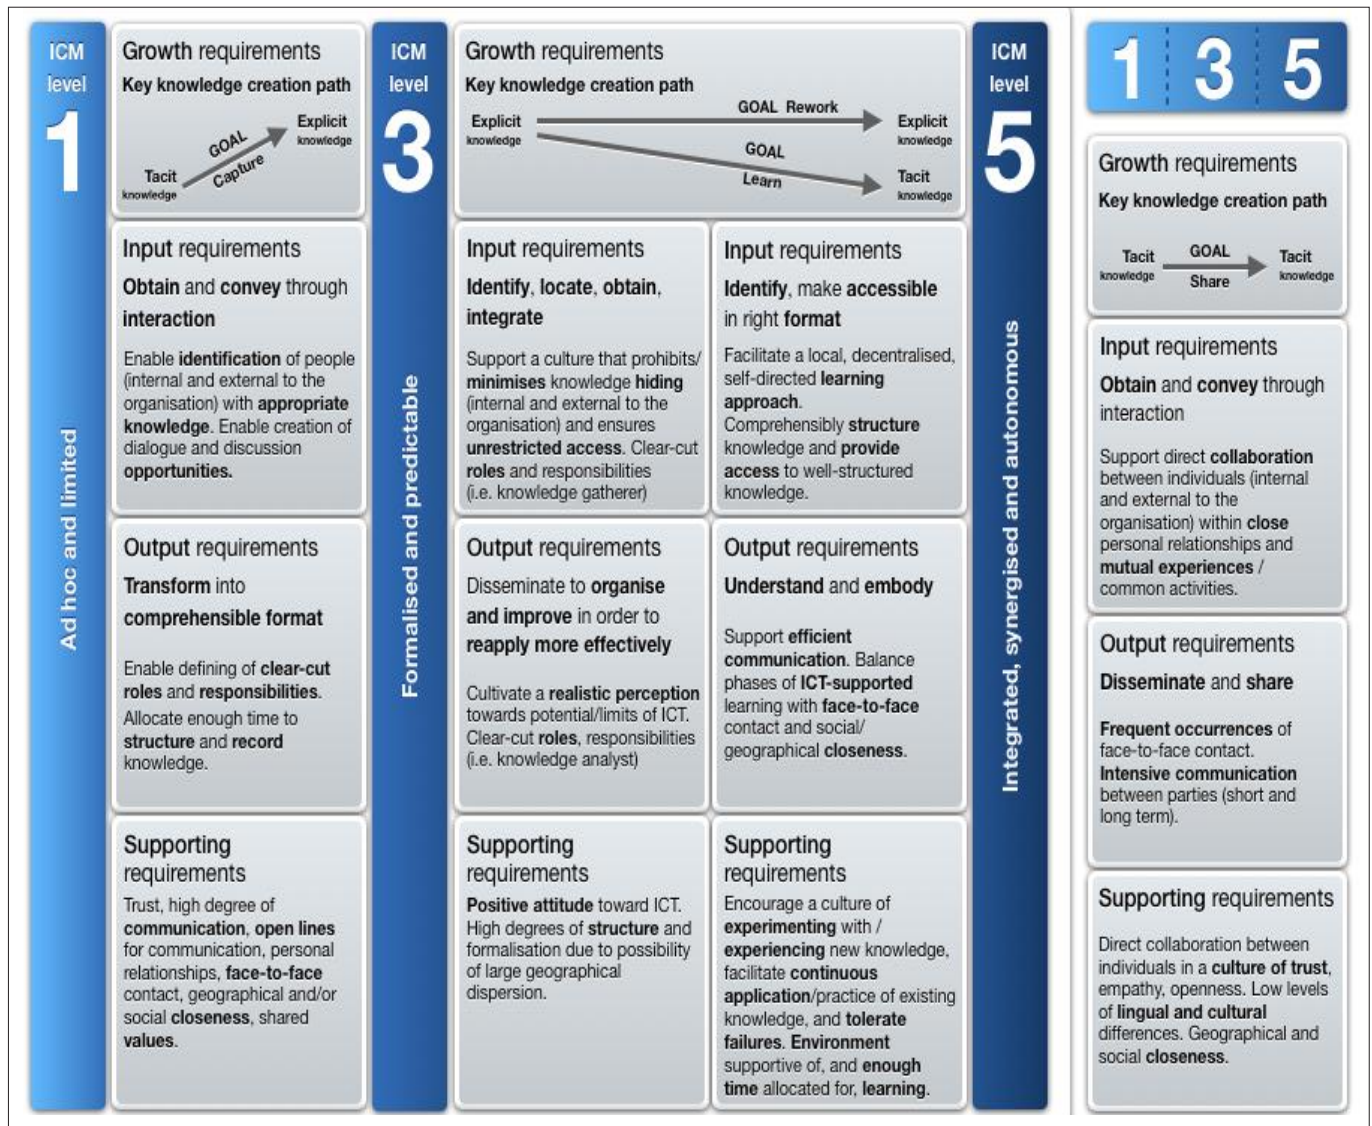 ICM
level
1
Ad hoc and limited
Growth requirements
Key knowledge creation path
Explicit
knowledge
GOAL
Capture
Tacit
knowledge
Input requirements
Obtain and convey through
interaction
Enable identification of people
(internal and external to the
organisation) with appropriate
knowledge. Enable creation of
dialogue and discussion
opportunities.
Output requirements
Transform into
comprehensible format
Enable defining of clear-cut
roles and responsibilities.
Allocate enough time to
structure and record
knowledge.
Supporting
requirements
Trust, high degree of
communication, open lines
for communication, personal
relationships, face-to-face
contact, geographical and/or
social closeness, shared
values.
ICM
level
3
Formalised and predictable
Growth requirements
Key knowledge creation path
Explicit
knowledge
GOAL Rework
Explicit
knowledge
GOAL
Learn
Tacit
knowledge
Input requirements
Identify, locate, obtain,
integrate
Support a culture that prohibits/
minimises knowledge hiding
(internal and external to the
organisation) and ensures
unrestricted access. Clear-cut
roles and responsibilities
(i.e. knowledge gatherer)
Output requirements
Disseminate to organise
and improve in order to
reapply more effectively
Cultivate a realistic perception
towards potential/limits of ICT.
Clear-cut roles, responsibilities
(i.e. knowledge analyst)
Supporting
requirements
Positive attitude toward ICT.
High degrees of structure and
formalisation due to possibility
of large geographical
dispersion.
Input requirements
Identify, make accessible
in right format
Facilitate a local, decentralised,
self-directed learning
approach.
Comprehensibly structure
knowledge and provide
access to well-structured
knowledge.
Output requirements
Understand and embody
Support efficient
communication. Balance
phases of ICT-supported
learning with face-to-face
contact and social/
geographical closeness.
Supporting
requirements
Encourage a culture of
experimenting with /
experiencing new knowledge,
facilitate continuous
application/practice of existing
knowledge, and tolerate
failures. Environment
supportive of, and enough
time allocated for, learning.
ICM
level
5
Integrated, synergised and autonomous
1 3 5
Growth requirements
Key knowledge creation path
Tacit
knowledge
GOAL
Share
Tacit
knowledge
Input requirements
Obtain and convey through
interaction
Support direct collaboration
between individuals (internal
and external to the
organisation) within close
personal relationships and
mutual experiences /
common activities.
Output requirements
Disseminate and share
Frequent occurrences of
face-to-face contact.
Intensive communication
between parties (short and
long term).
Supporting requirements
Direct collaboration between
individuals in a culture of trust,
empathy, openness. Low levels
of lingual and cultural
differences. Geographical and
social closeness.